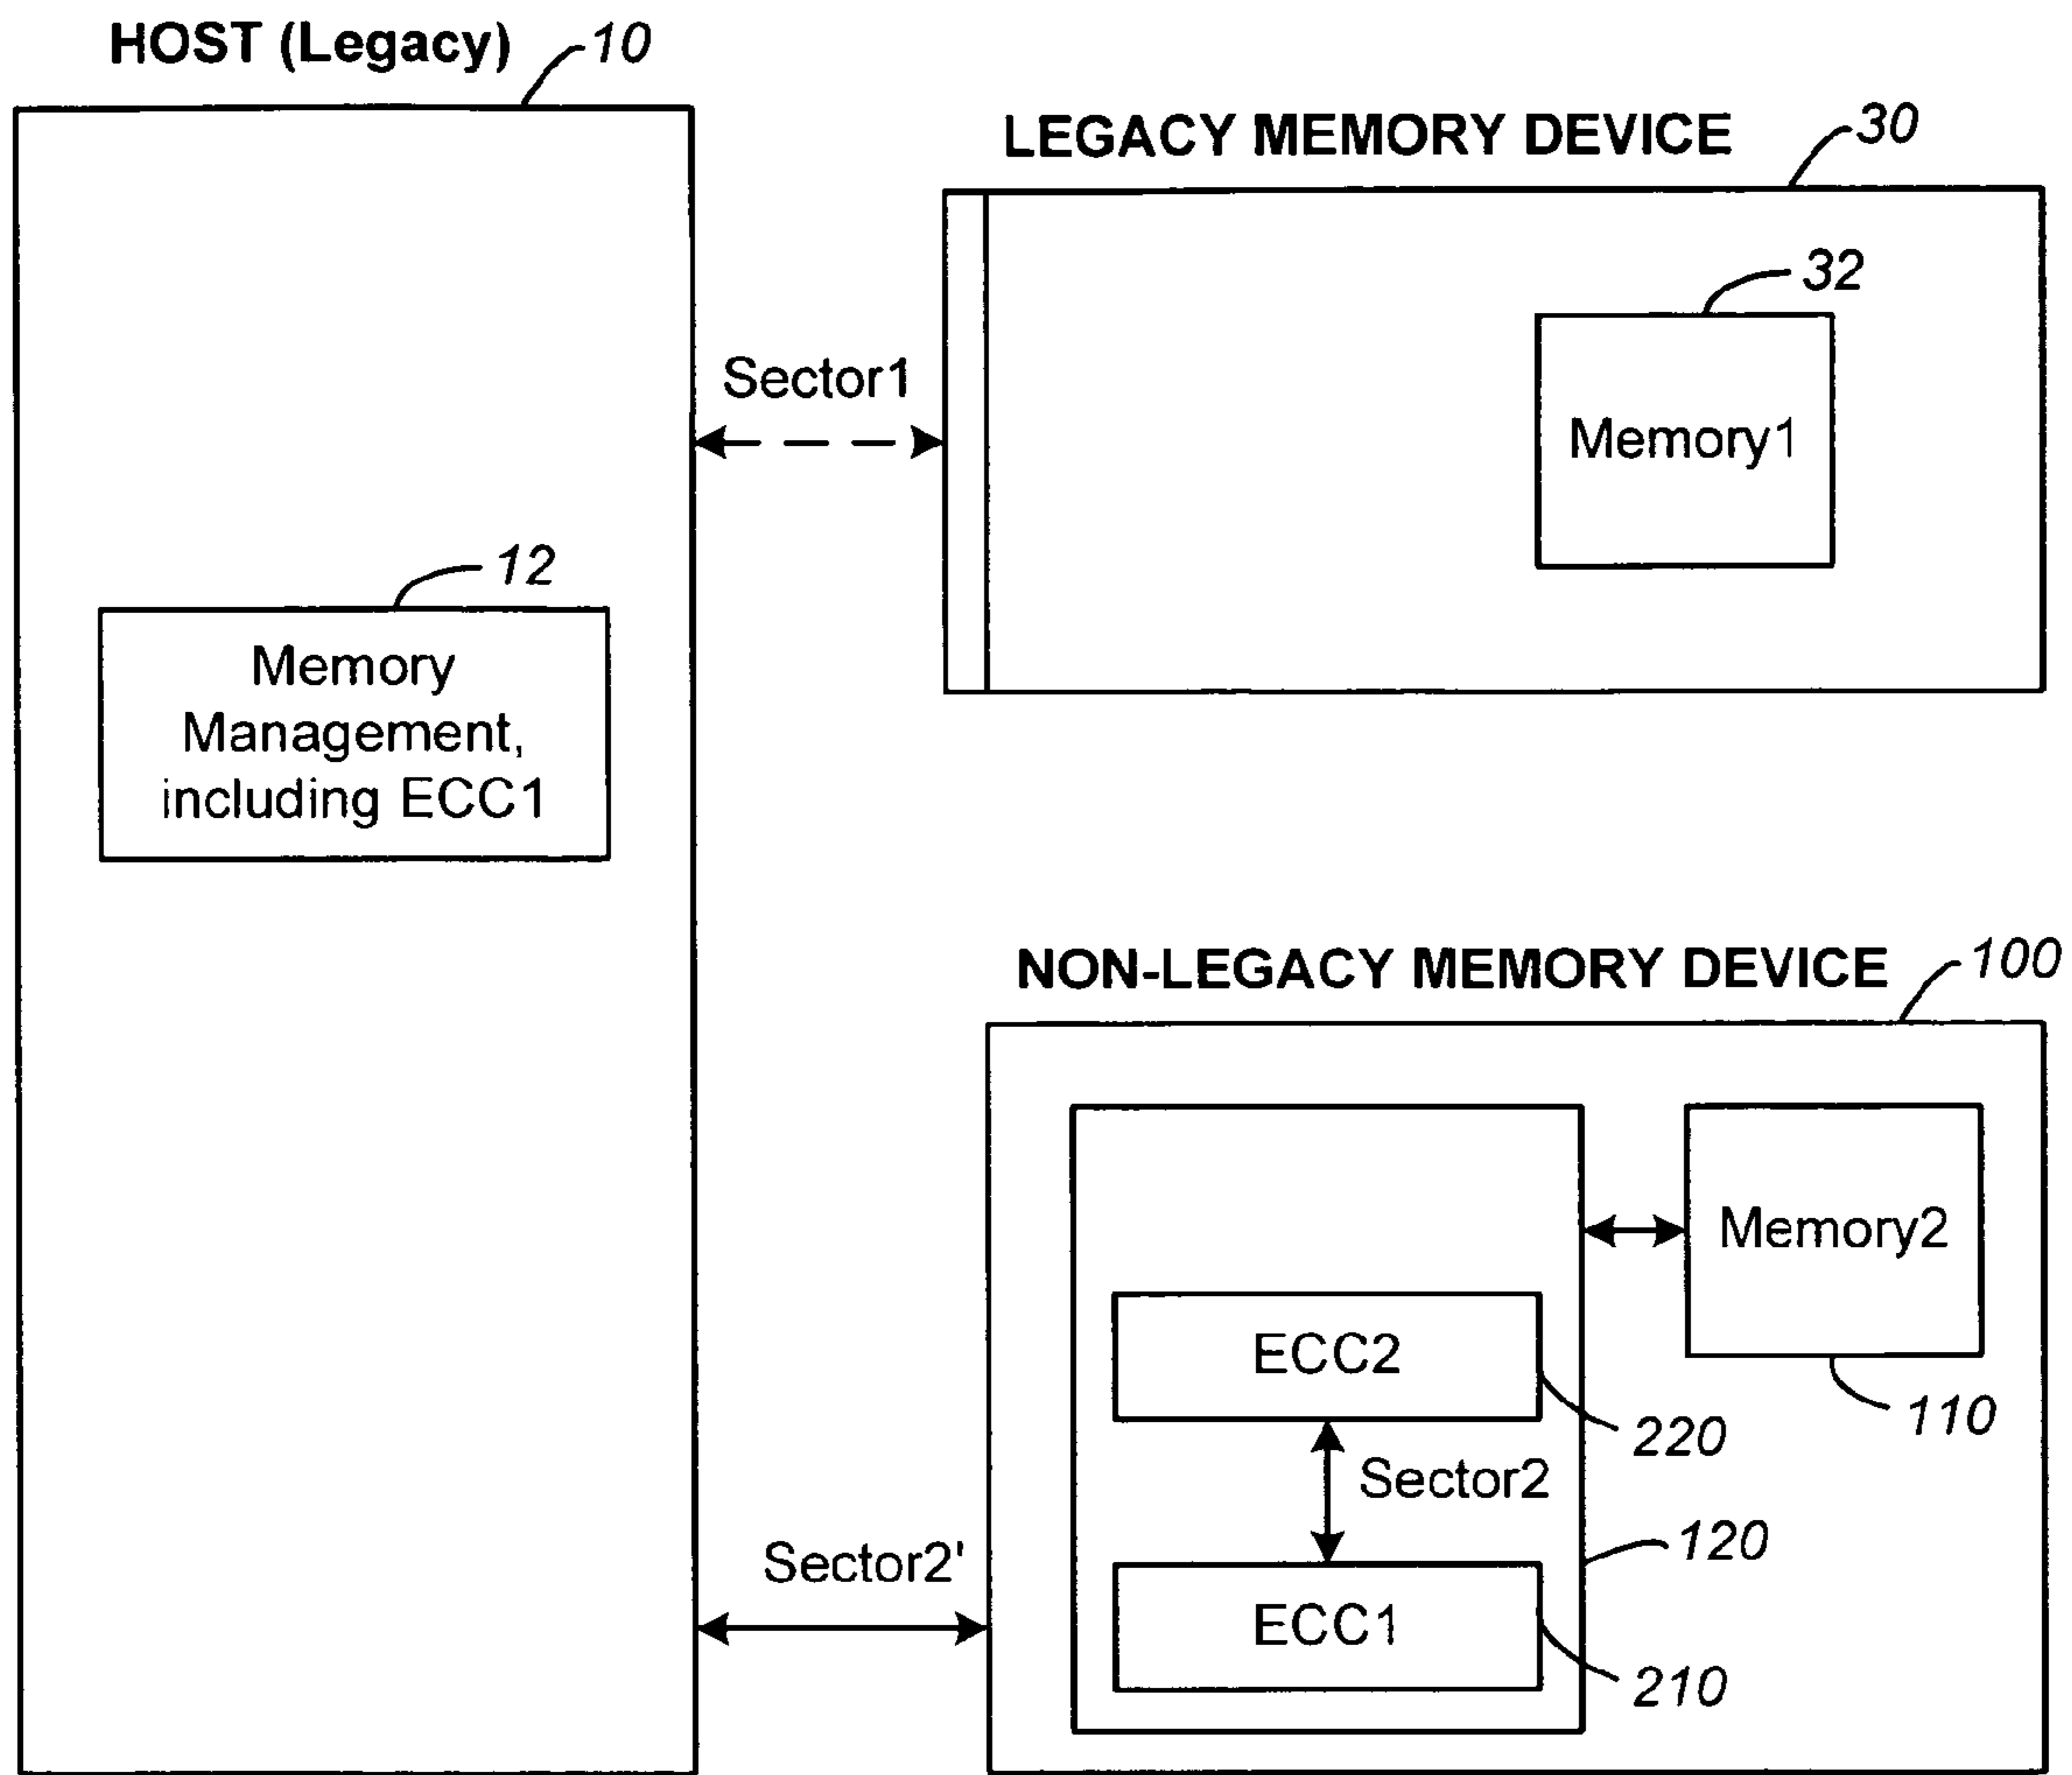 HOST (Legacy)
10
LEGACY MEMORY DEVICE
30
32
Sector1
Memory1
12
Memory
Management,
including ECC1
NON-LEGACY MEMORY DEVICE
100
Memory2
ECC2
110
220
Sector2
120
Sector2'
ECC1
210